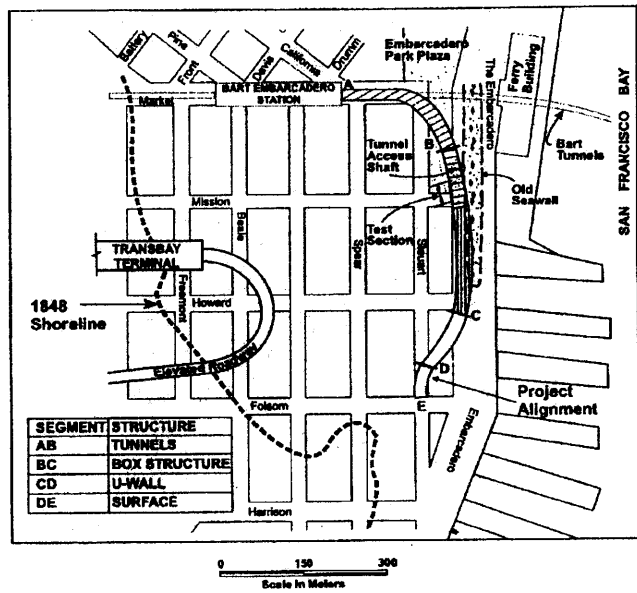 Battery
Pine
Front
Davis
California
Drumm
Embarcadero
Park Plaza
The Embarcadero
Ferry
Building
SAN FRANCISCO BAY
BART EMBARCADERO
STATION
A
Market
B
Tunnel
Access
Shaft
Bart
Tunnels
Old
Seawall
Mission
Test
Section
Beale
Spear
Steuart
TRANSBAY
TERMINAL
Fremont
Howard
1848
Shoreline
C
Elevated Roadway
D
E
Project
Alignment
Folsom
Embarcadero
SEGMENT STRUCTURE
AB TUNNELS
BC BOX STRUCTURE
CD U-WALL
DE SURFACE
Harrison
0 150 300
Scale in Meters